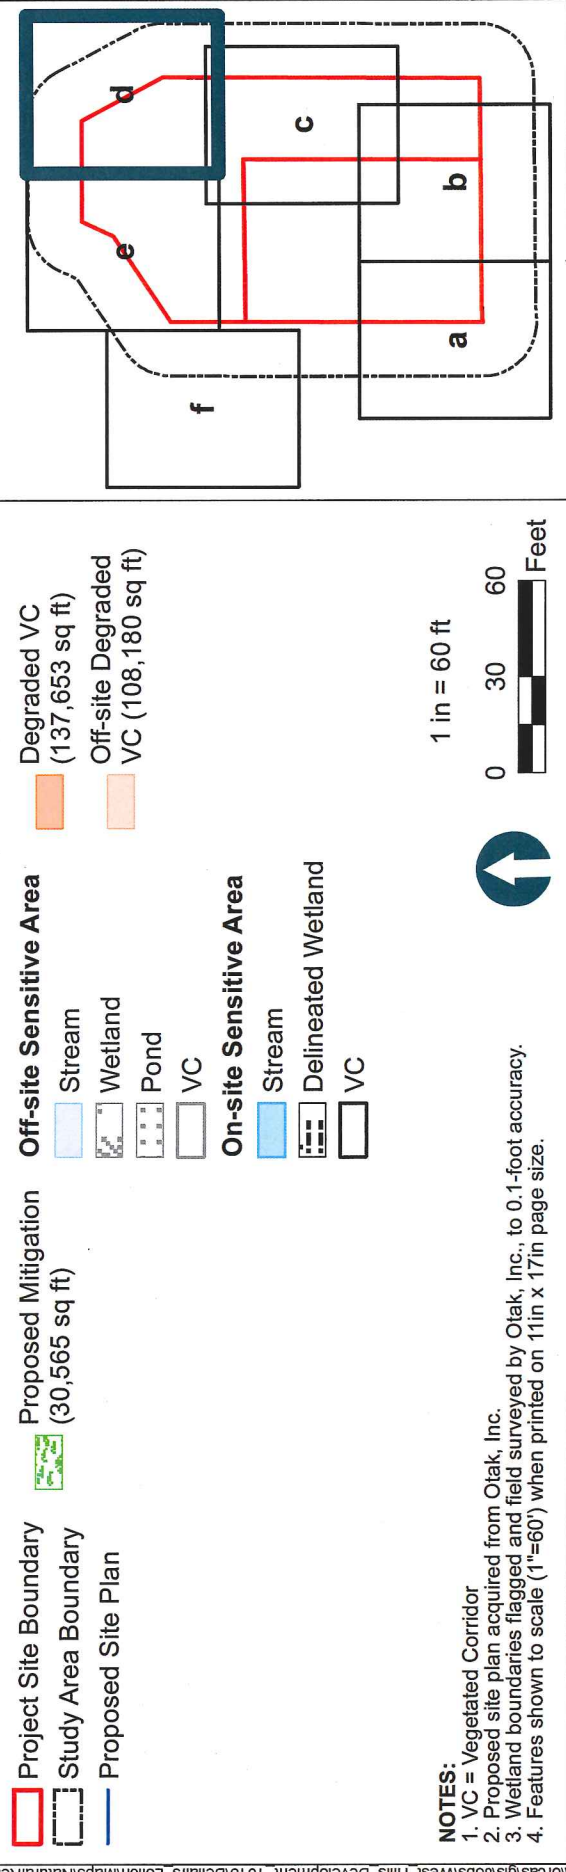 Project Site Boundary
Study Area Boundary
Proposed Site Plan
Proposed Mitigation
(30,565 sq ft)
Off-site Sensitive Area
Stream
Wetland
Pond
VC
On-site Sensitive Area
Stream
Delineated Wetland
VC
Degraded VC
(137,653 sq ft)
Off-site Degraded
VC (108,180 sq ft)
NOTES:
1. VC = Vegetated Corridor
2. Proposed site plan acquired from Otak, Inc.
3. Wetland boundaries flagged and field surveyed by Otak, Inc., to 0.1-foot accuracy.
4. Features shown to scale (1"=60') when printed on 11in x 17in page size.
1 in = 60 ft
0 30 60
Feet
f
e
d
c
a
b